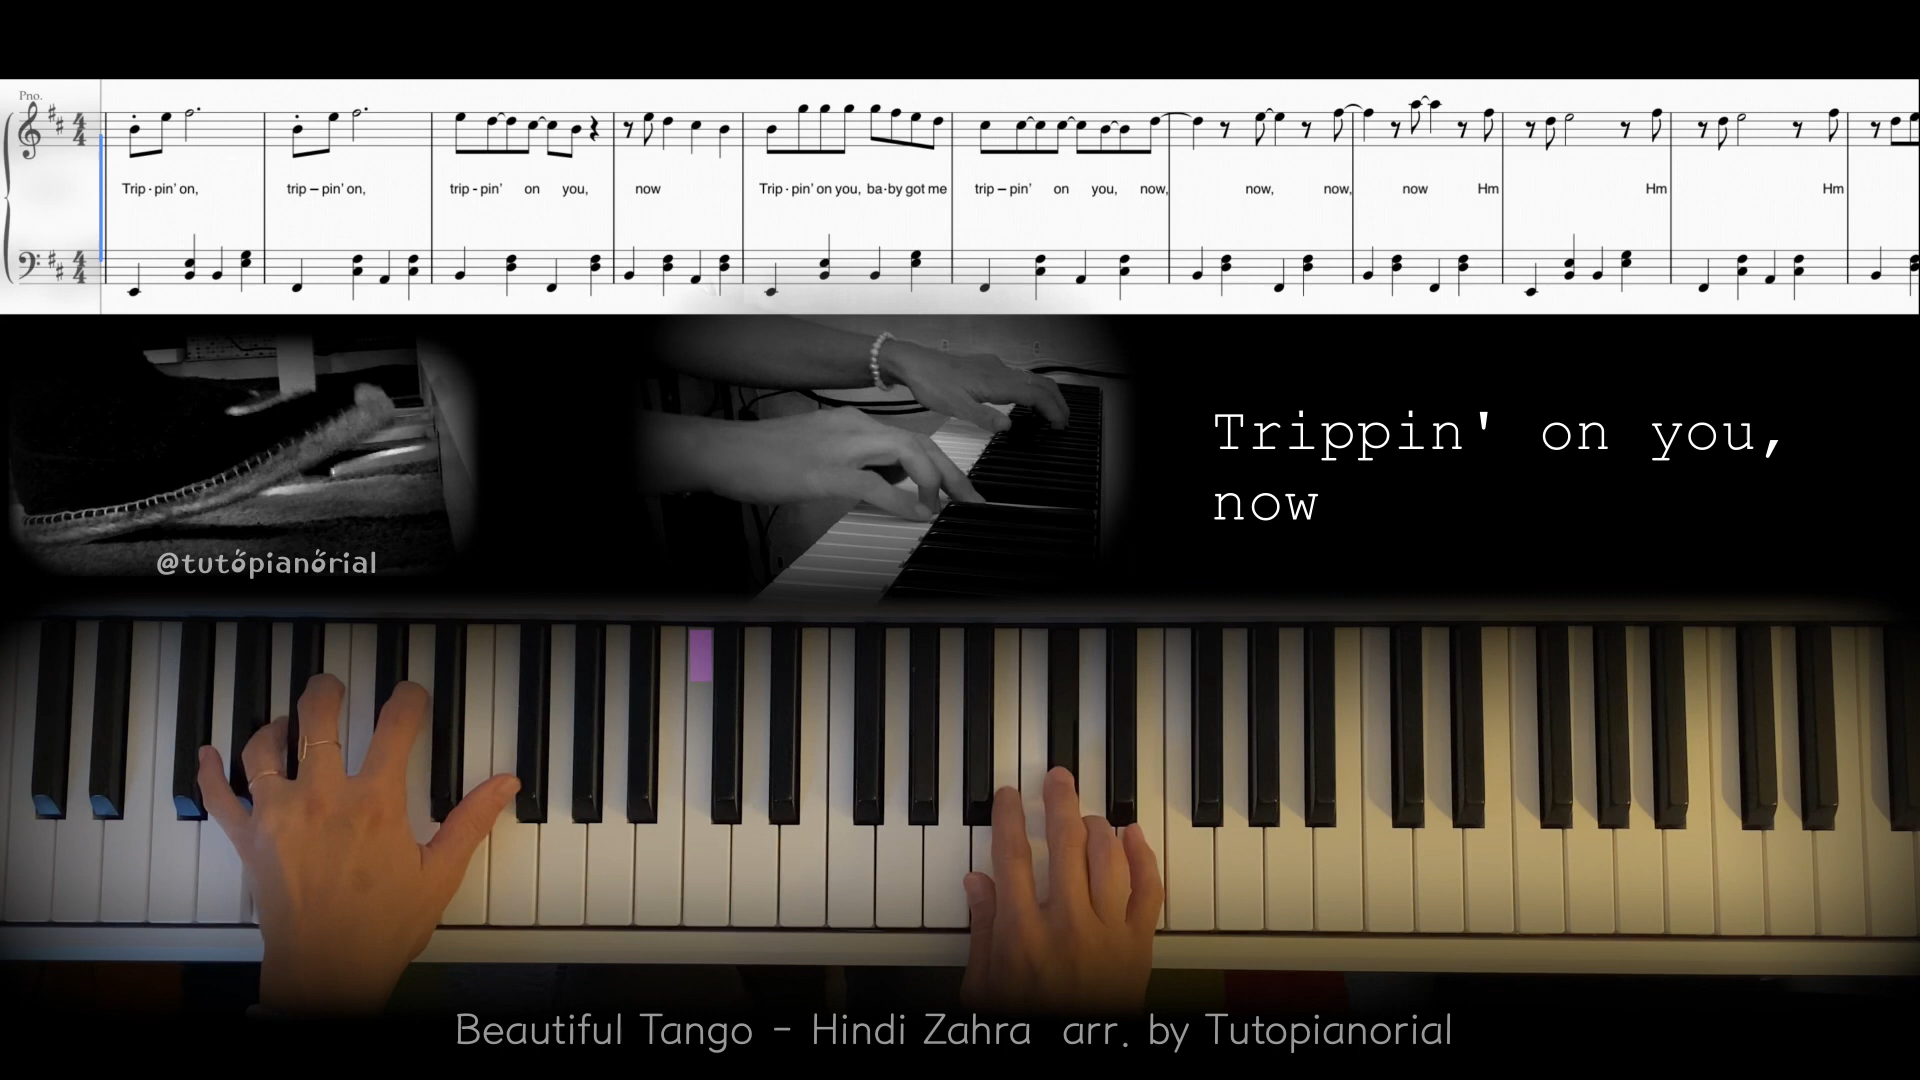 Pno.
Trip - pin' on, trip – pin' on, trip - pin' on you, now Trip - pin' on you, ba-by got me trip – pin' on you, now, now, now, now Hm Hm Hm
Trippin' on you,
now
@tutopianorial
Beautiful Tango - Hindi Zahra arr. by Tutopianorial